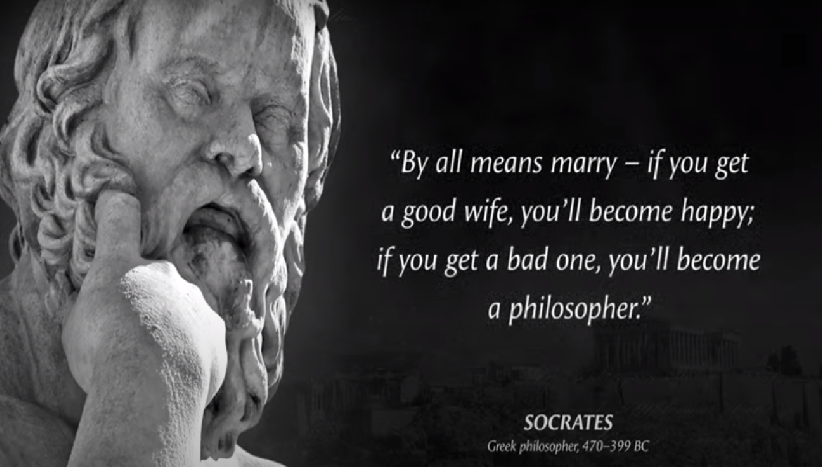 “By all means marry – if you get
a good wife, you’ll become happy;
if you get a bad one, you’ll become
a philosopher.”
SOCRATES
Greek philosopher, 470–399 BC